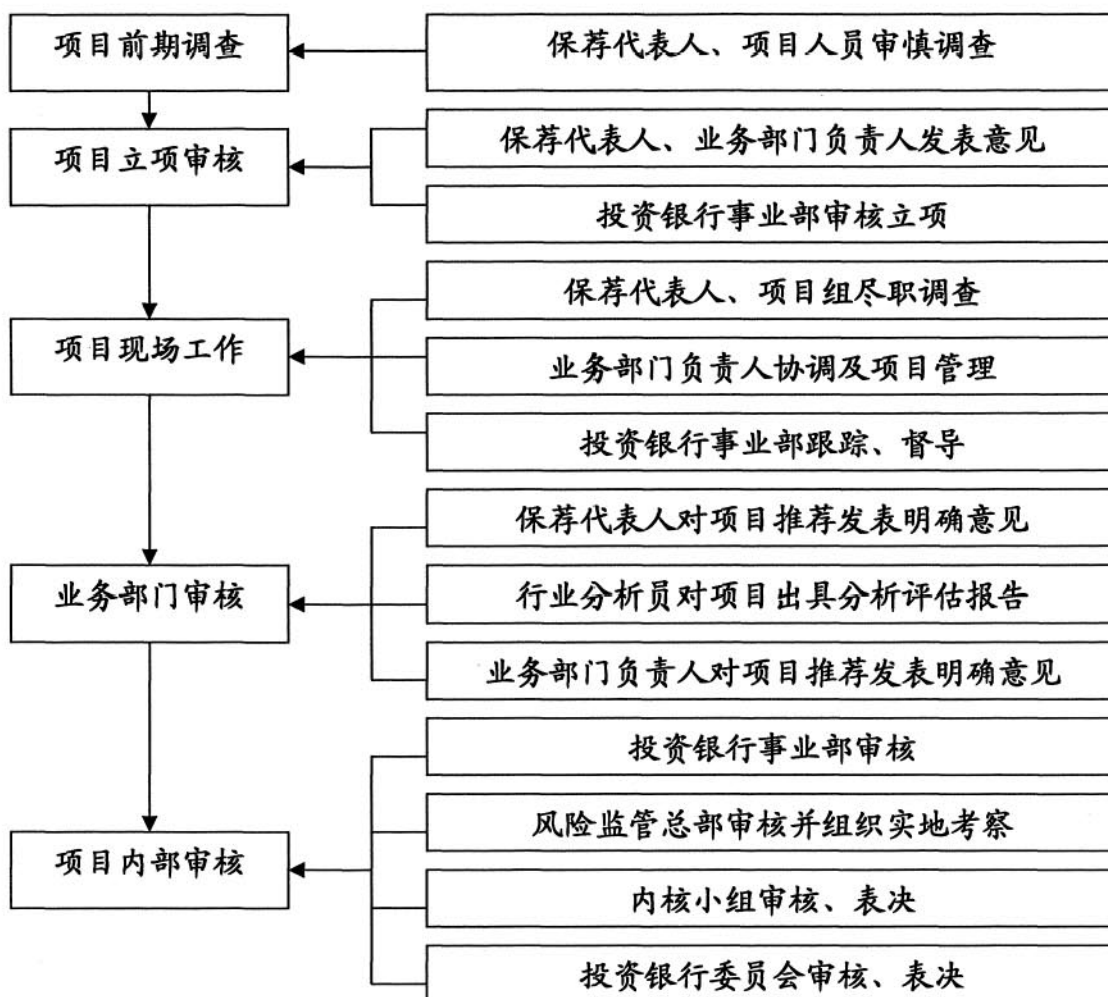 项目前期调查
保荐代表人、项目人员审慎调查
项目立项审核
保荐代表人、业务部门负责人发表意见
投资银行事业部审核立项
项目现场工作
保荐代表人、项目组尽职调查
业务部门负责人协调及项目管理
投资银行事业部跟踪、督导
业务部门审核
保荐代表人对项目推荐发表明确意见
行业分析员对项目出具分析评估报告
业务部门负责人对项目推荐发表明确意见
项目内部审核
投资银行事业部审核
风险监管总部审核并组织实地考察
内核小组审核、表决
投资银行委员会审核、表决